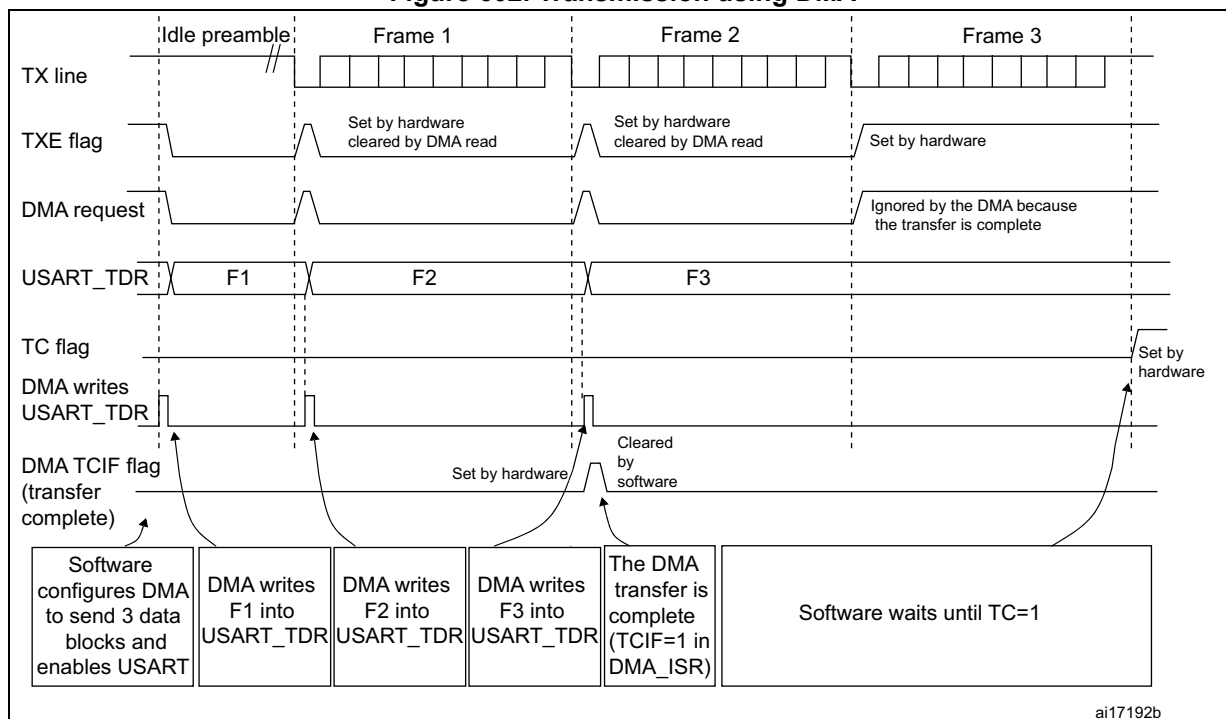 Idle preamble
Frame 1
Frame 2
Frame 3
TX line
TXE flag
Set by hardware
cleared by DMA read
Set by hardware
cleared by DMA read
Set by hardware
DMA request
Ignored by the DMA because
the transfer is complete
USART_TDR
F1
F2
F3
TC flag
Set by
hardware
DMA writes
USART_TDR
DMA TCIF flag
(transfer
complete)
Set by hardware
Cleared
by
software
Software
configures DMA
to send 3 data
blocks and
enables USART
DMA writes
F1 into
USART_TDR
DMA writes
F2 into
USART_TDR
DMA writes
F3 into
USART_TDR
The DMA
transfer is
complete
(TCIF=1 in
DMA_ISR)
Software waits until TC=1
ai17192b